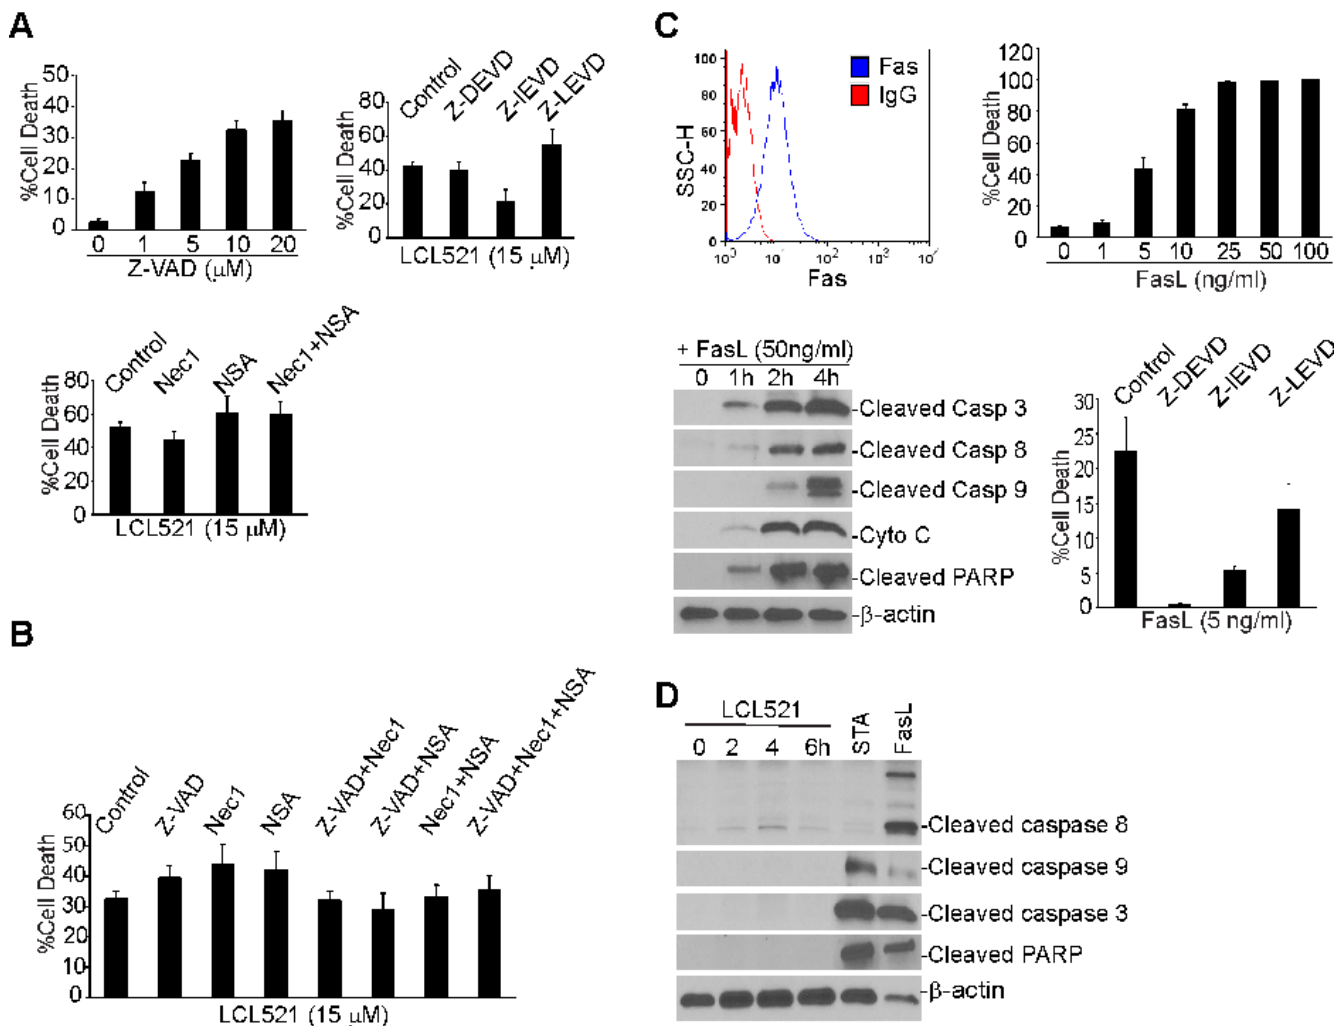 A
50
40
30
20
10
0
%Cell Death
0 1 5 10 20
Z-VAD (μM)
80
60
40
20
0
%Cell Death
Control
Z-DEVD
Z-IEVD
Z-LEVD
LCL521 (15 μM)
80
60
40
20
0
%Cell Death
Control
Nec1
NSA
Nec1+NSA
LCL521 (15 μM)
B
60
50
40
30
20
10
0
%Cell Death
Control
Z-VAD
Nec1
NSA
Z-VAD+Nec1
Z-VAD+NSA
Nec1+NSA
Z-VAD+Nec1+NSA
LCL521 (15 μM)
C
100
80
60
40
20
0
SSC-H
Fas
IgG
10⁰ 10¹ 10² 10³ 10⁴
Fas
120
100
80
60
40
20
0
%Cell Death
0 1 5 10 25 50 100
FasL (ng/ml)
+ FasL (50ng/ml)
0 1h 2h 4h
-Cleaved Casp 3
-Cleaved Casp 8
-Cleaved Casp 9
-Cyto C
-Cleaved PARP
-β-actin
30
25
20
15
10
5
0
%Cell Death
Control
Z-DEVD
Z-IEVD
Z-LEVD
FasL (5 ng/ml)
D
LCL521
0 2 4 6h
STA
FasL
-Cleaved caspase 8
-Cleaved caspase 9
-Cleaved caspase 3
-Cleaved PARP
-β-actin